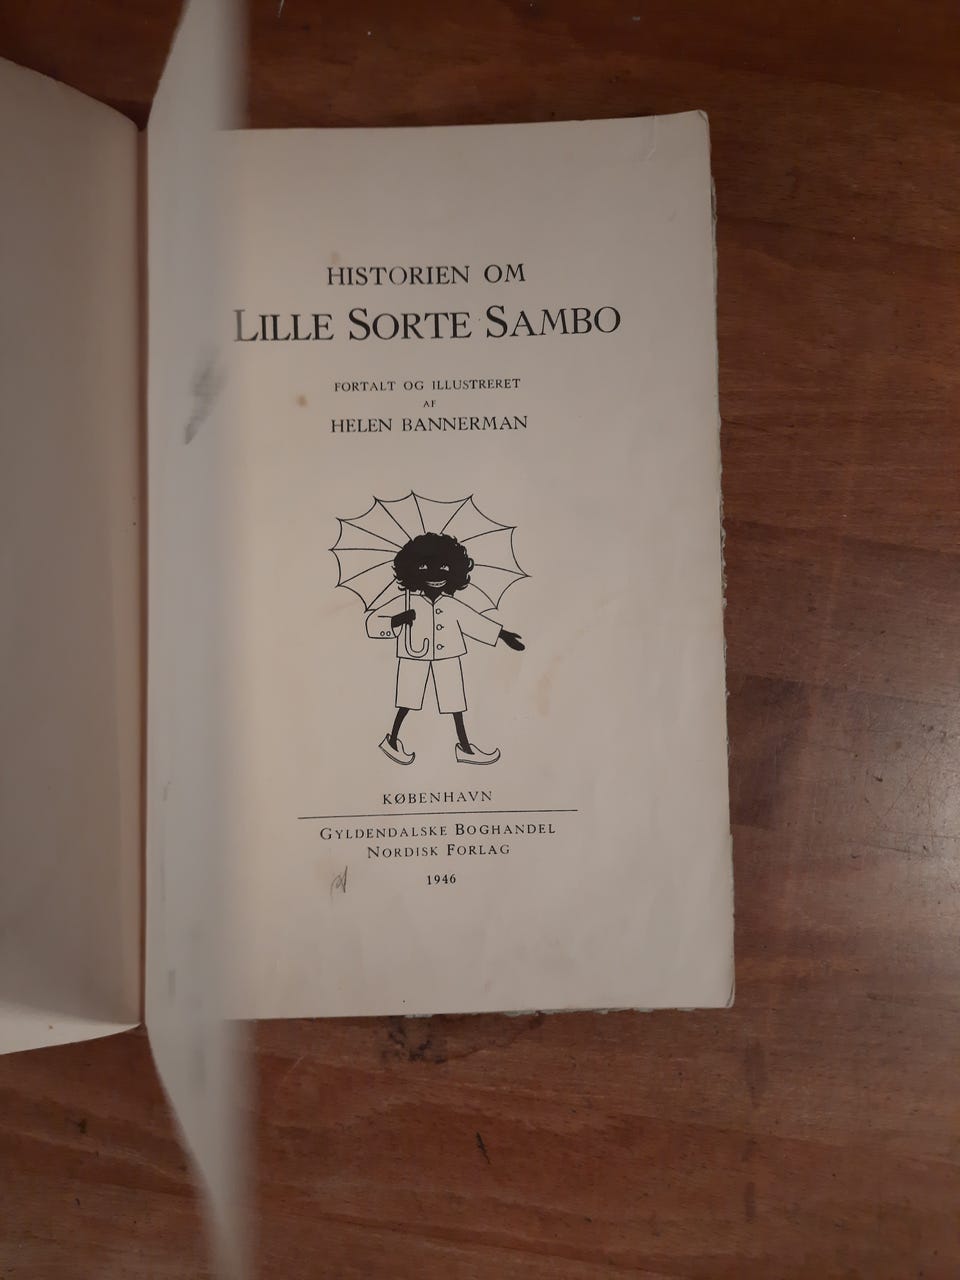 HISTORIEN OM
LILLE SORTE SAMBO
FORTALT OG ILLUSTRERET
AF
HELEN BANNERMAN
KØBENHAVN
GYLDENDALSKE BOGHANDEL
NORDISK FORLAG
1946